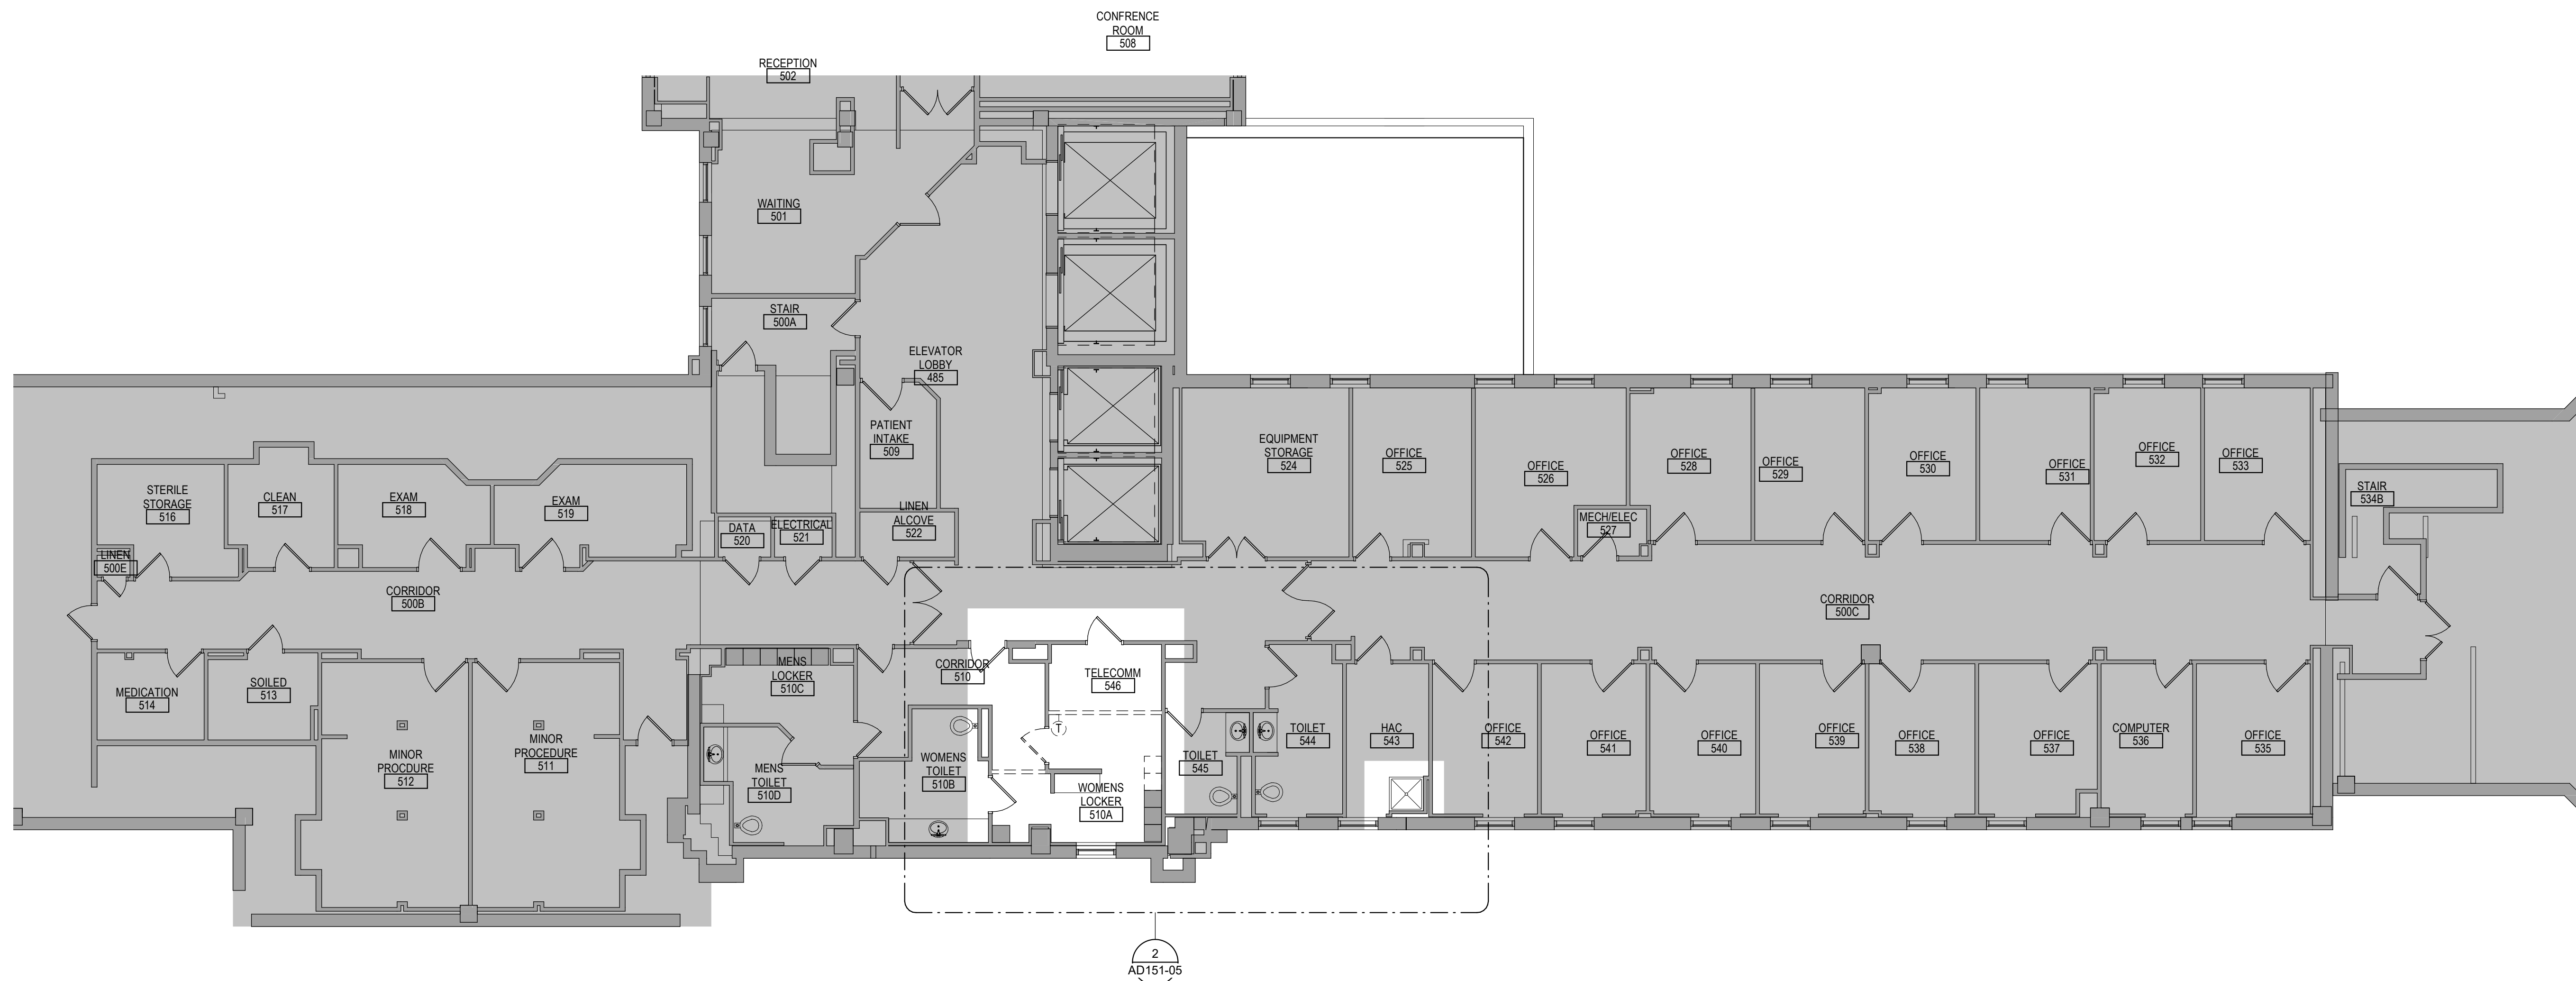 CONFRENCE
ROOM
508
RECEPTION
502
WAITING
501
STAIR
500A
ELEVATOR
LOBBY
485
PATIENT
INTAKE
509
LINEN
ALCOVE
522
EQUIPMENT
STORAGE
524
OFFICE
525
OFFICE
526
MECH/ELEC
527
OFFICE
528
OFFICE
529
OFFICE
530
OFFICE
531
OFFICE
532
OFFICE
533
STAIR
534B
STERILE
STORAGE
516
CLEAN
517
EXAM
518
EXAM
519
DATA
520
ELECTRICAL
521
LINEN
500E
CORRIDOR
500B
CORRIDOR
500C
MEDICATION
514
SOILED
513
MINOR
PROCDURE
512
MINOR
PROCEDURE
511
MENS
LOCKER
510C
MENS
TOILET
510D
CORRIDOR
510
WOMENS
TOILET
510B
TELECOMM
546
T
WOMENS
LOCKER
510A
TOILET
545
TOILET
544
HAC
543
OFFICE
542
OFFICE
541
OFFICE
540
OFFICE
539
OFFICE
538
OFFICE
537
COMPUTER
536
OFFICE
535
2
AD151-05